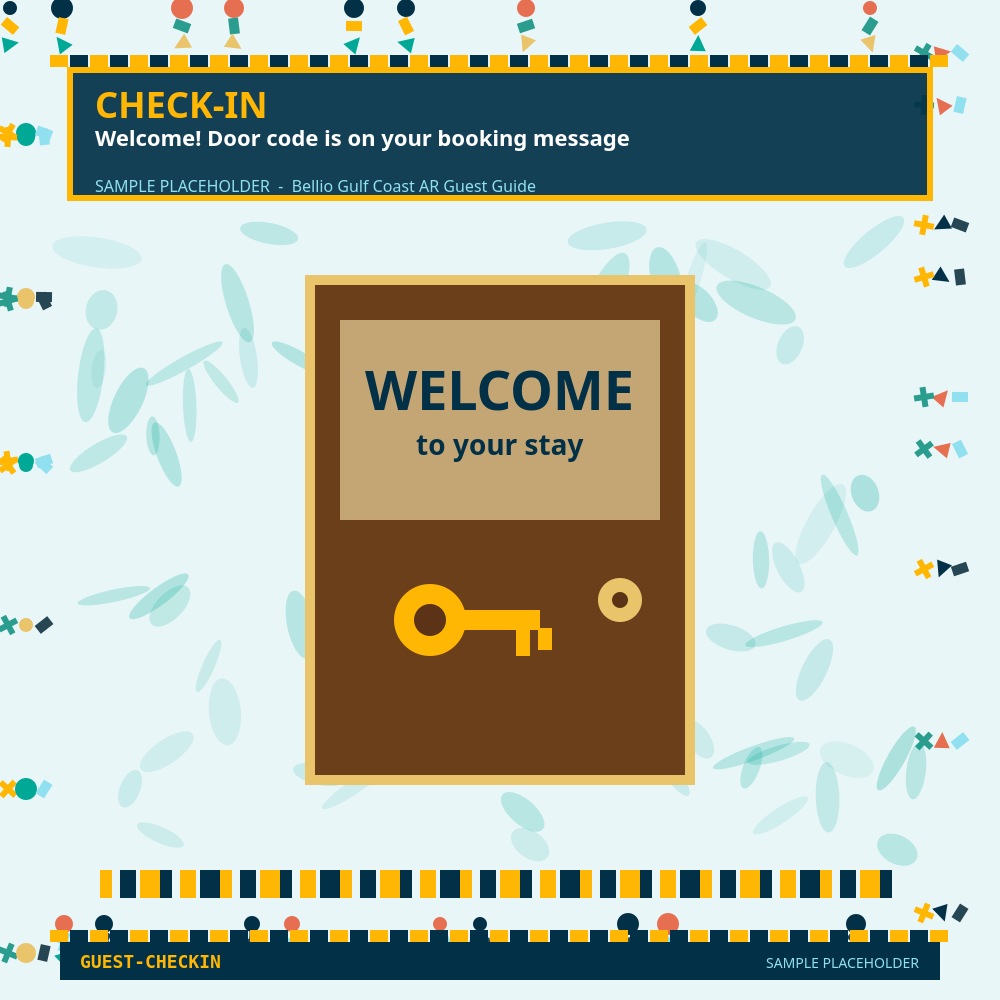 CHECK-IN
Welcome! Door code is on your booking message
SAMPLE PLACEHOLDER - Bellio Gulf Coast AR Guest Guide
WELCOME
to your stay
GUEST-CHECKIN
SAMPLE PLACEHOLDER